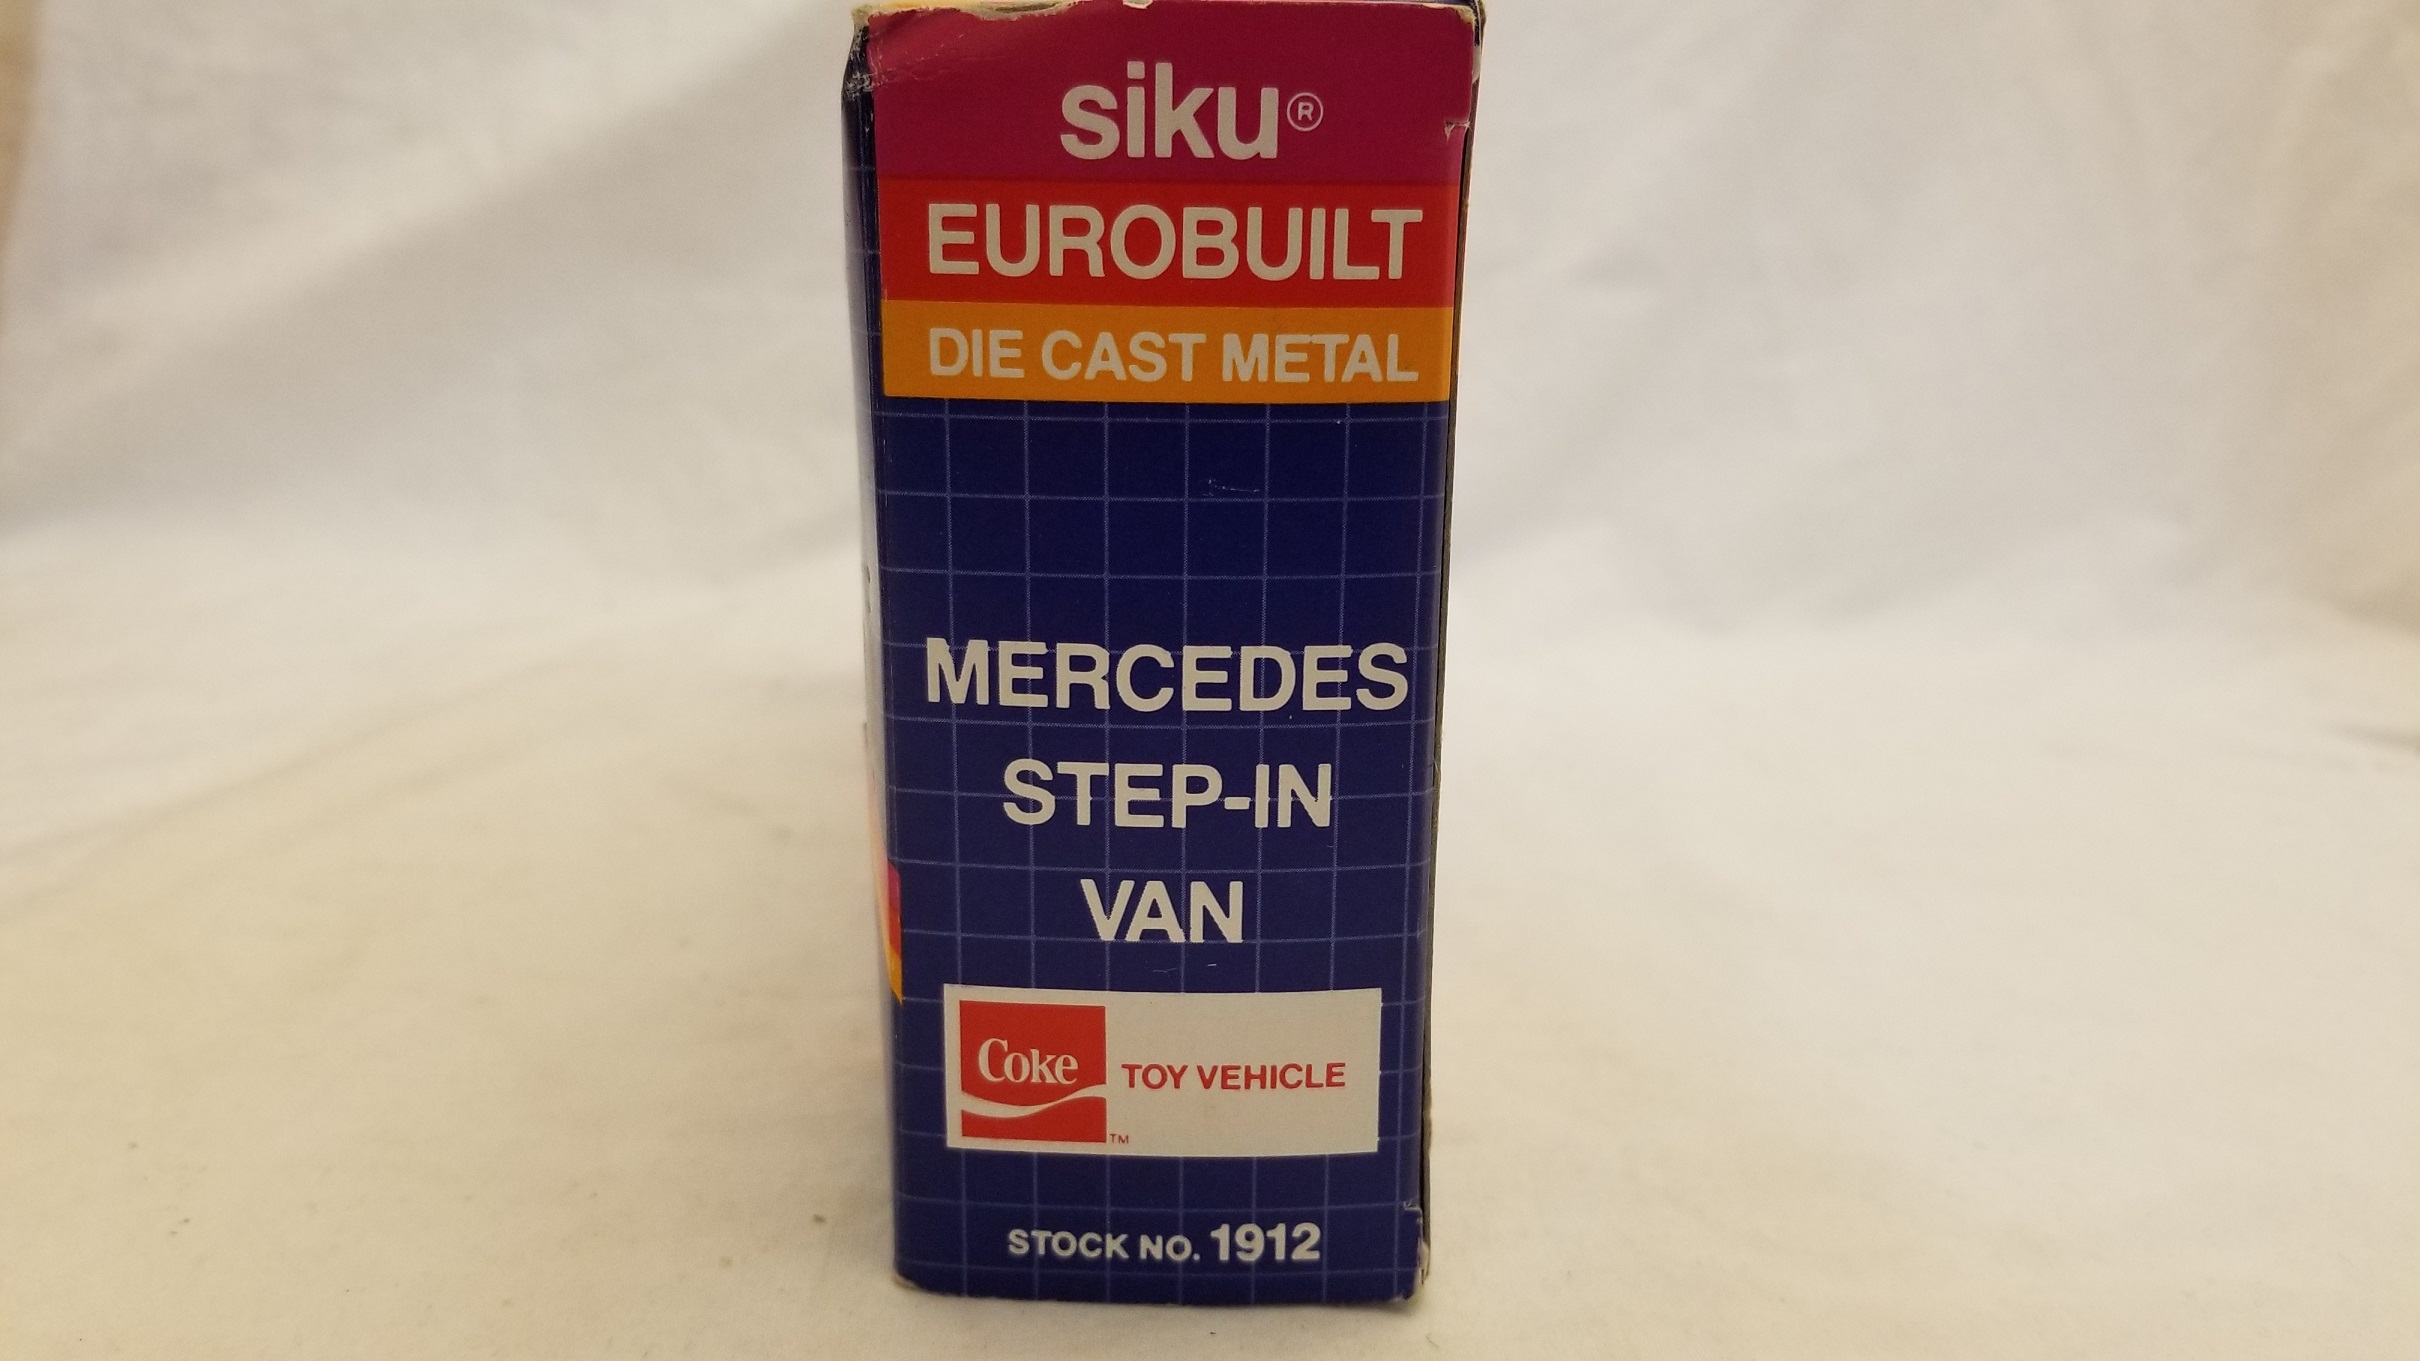 siku®
EUROBUILT
DIE CAST METAL
MERCEDES
STEP-IN
VAN
Coke TOY VEHICLE
TM
STOCK NO. 1912